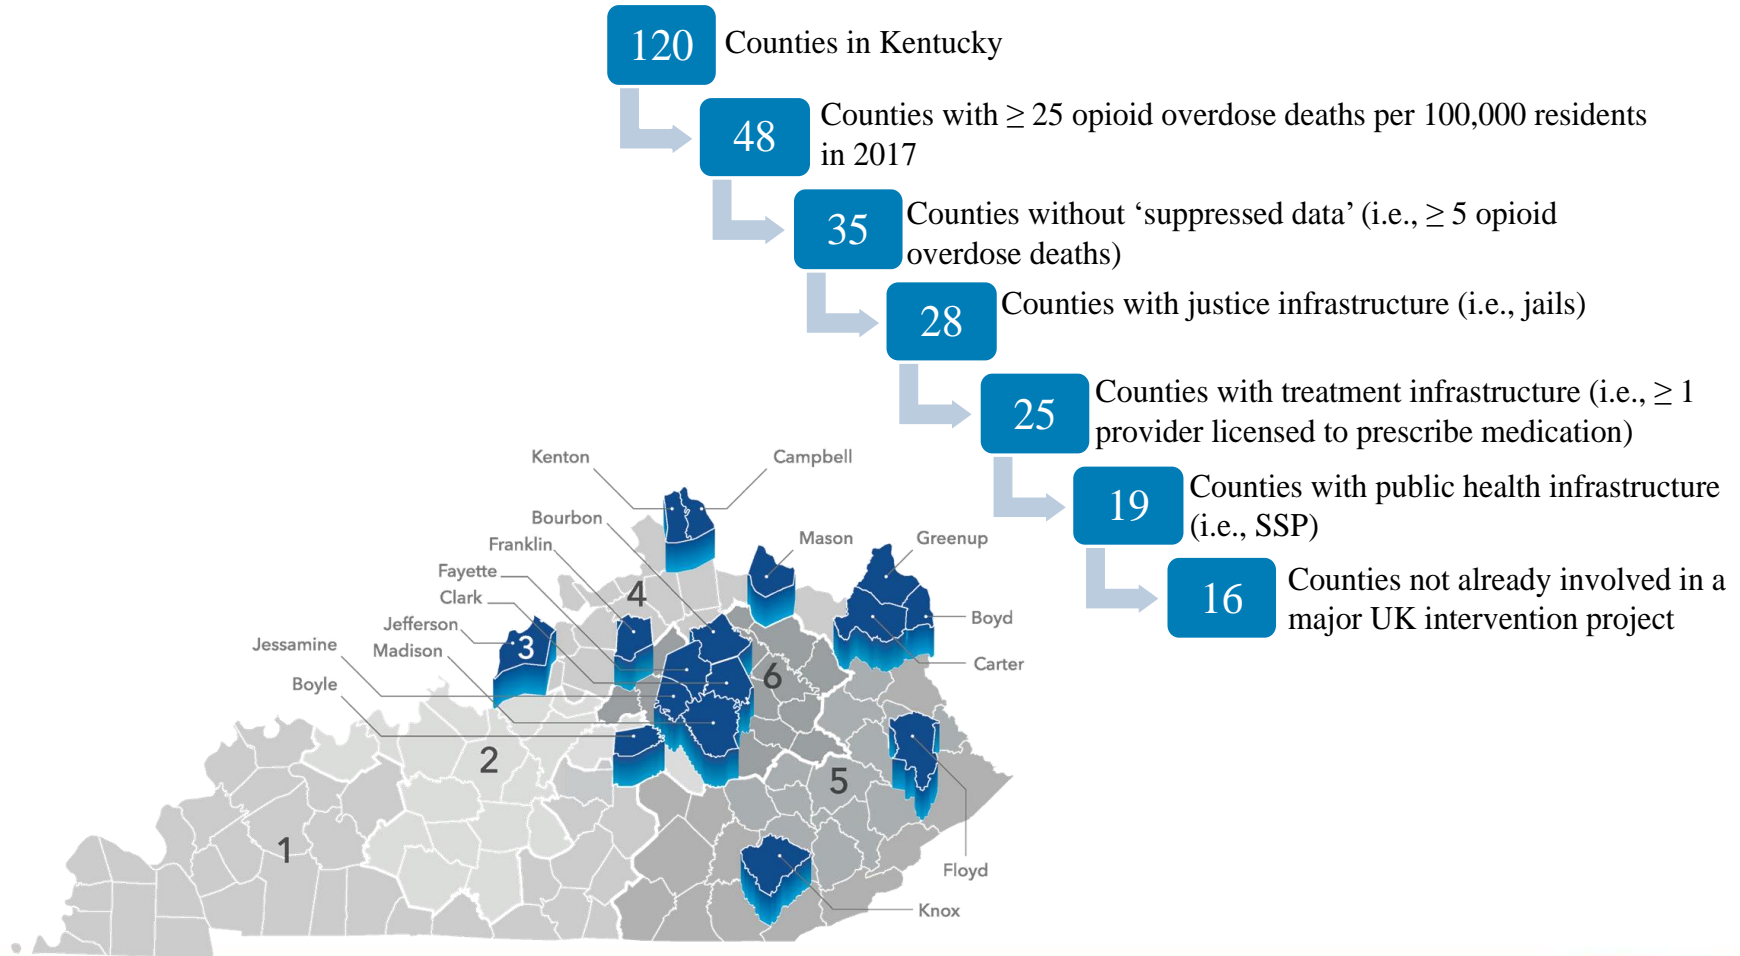 120
Counties in Kentucky
48
Counties with ≥ 25 opioid overdose deaths per 100,000 residents
in 2017
35
Counties without ‘suppressed data’ (i.e., ≥ 5 opioid
overdose deaths)
28
Counties with justice infrastructure (i.e., jails)
25
Counties with treatment infrastructure (i.e., ≥ 1
provider licensed to prescribe medication)
19
Counties with public health infrastructure
(i.e., SSP)
16
Counties not already involved in a
major UK intervention project
Kenton
Campbell
Bourbon
Franklin
Fayette
Clark
Jefferson
Madison
Jessamine
Boyle
Mason
Greenup
Boyd
Carter
Floyd
Knox
4
3
6
2
5
1